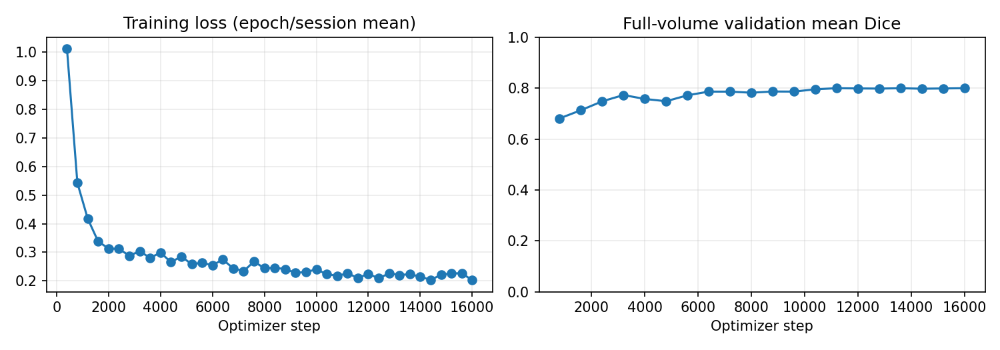 Training loss (epoch/session mean)
1.0
0.9
0.8
0.7
0.6
0.5
0.4
0.3
0.2
0 2000 4000 6000 8000 10000 12000 14000 16000
Optimizer step
Full-volume validation mean Dice
1.0
0.8
0.6
0.4
0.2
0.0
2000 4000 6000 8000 10000 12000 14000 16000
Optimizer step